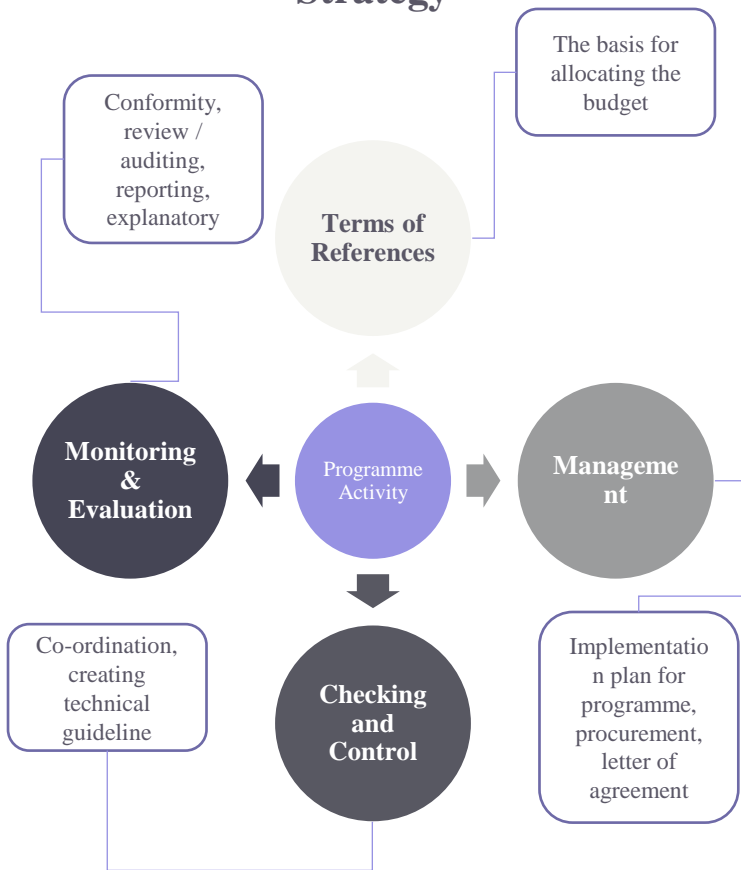 Strategy
The basis for
allocating the
budget
Conformity,
review /
auditing,
reporting,
explanatory
Terms of
References
Monitoring
&
Evaluation
Programme
Activity
Manageme
nt
Co-ordination,
creating
technical
guideline
Checking
and
Control
Implementatio
n plan for
programme,
procurement,
letter of
agreement